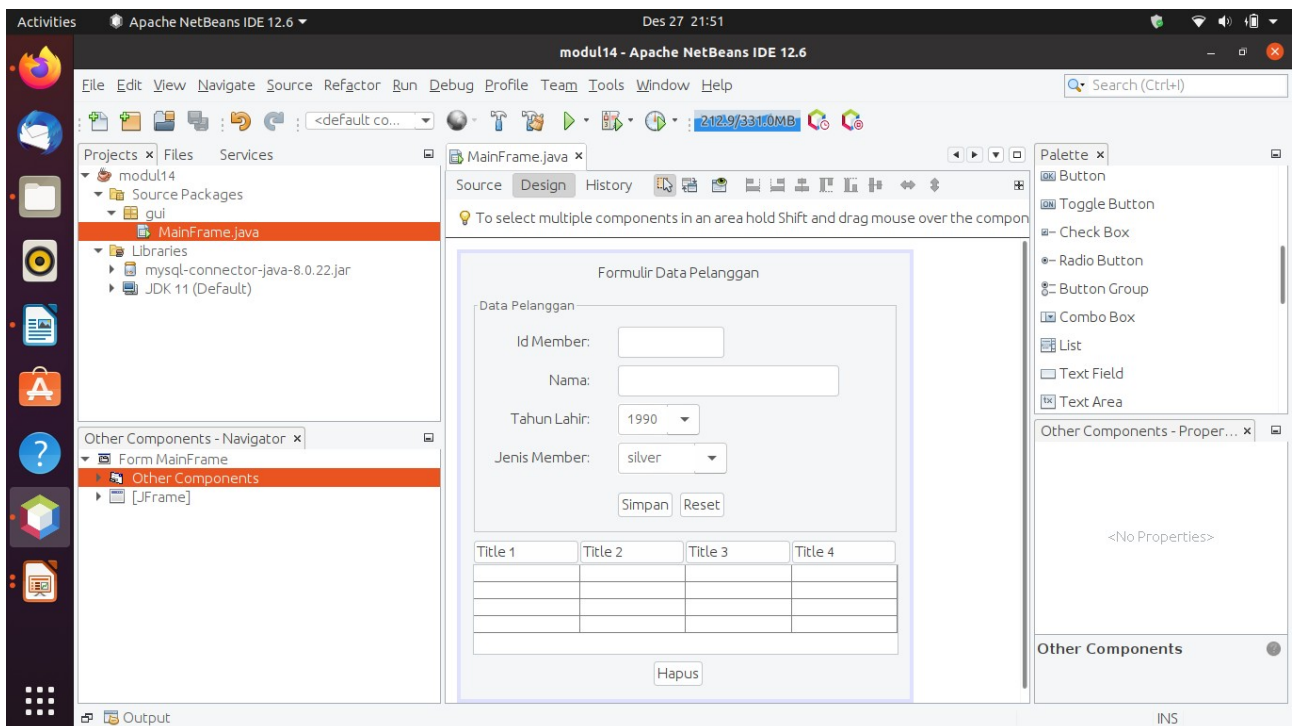 Activities
Apache NetBeans IDE 12.6
Des 27 21:51
modul14 - Apache NetBeans IDE 12.6
File Edit View Navigate Source Refactor Run Debug Profile Team Tools Window Help
Search (Ctrl+I)
<default co...
212.9/331.0MB
Projects Files Services
modul14
Source Packages
gui
MainFrame.java
Libraries
mysql-connector-java-8.0.22.jar
JDK 11 (Default)
Other Components - Navigator
Form MainFrame
Other Components
[JFrame]
MainFrame.java
Source Design History
To select multiple components in an area hold Shift and drag mouse over the compon
Formulir Data Pelanggan
Data Pelanggan
Id Member:
Nama:
Tahun Lahir: 1990
Jenis Member: silver
Simpan Reset
Title 1 Title 2 Title 3 Title 4
Hapus
Palette
OK Button
ON Toggle Button
Check Box
Radio Button
Button Group
Combo Box
List
Text Field
tx Text Area
Other Components - Proper...
<No Properties>
Other Components
?
Output
INS